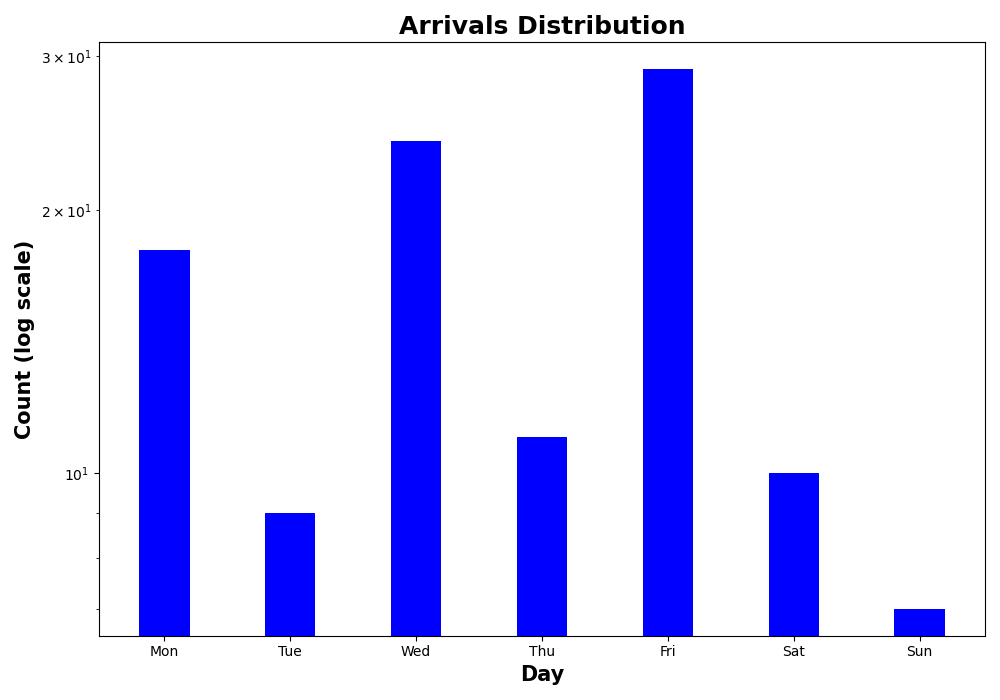 Arrivals Distribution
3 × 10¹
2 × 10¹
10¹
Count (log scale)
Mon Tue Wed Thu Fri Sat Sun
Day